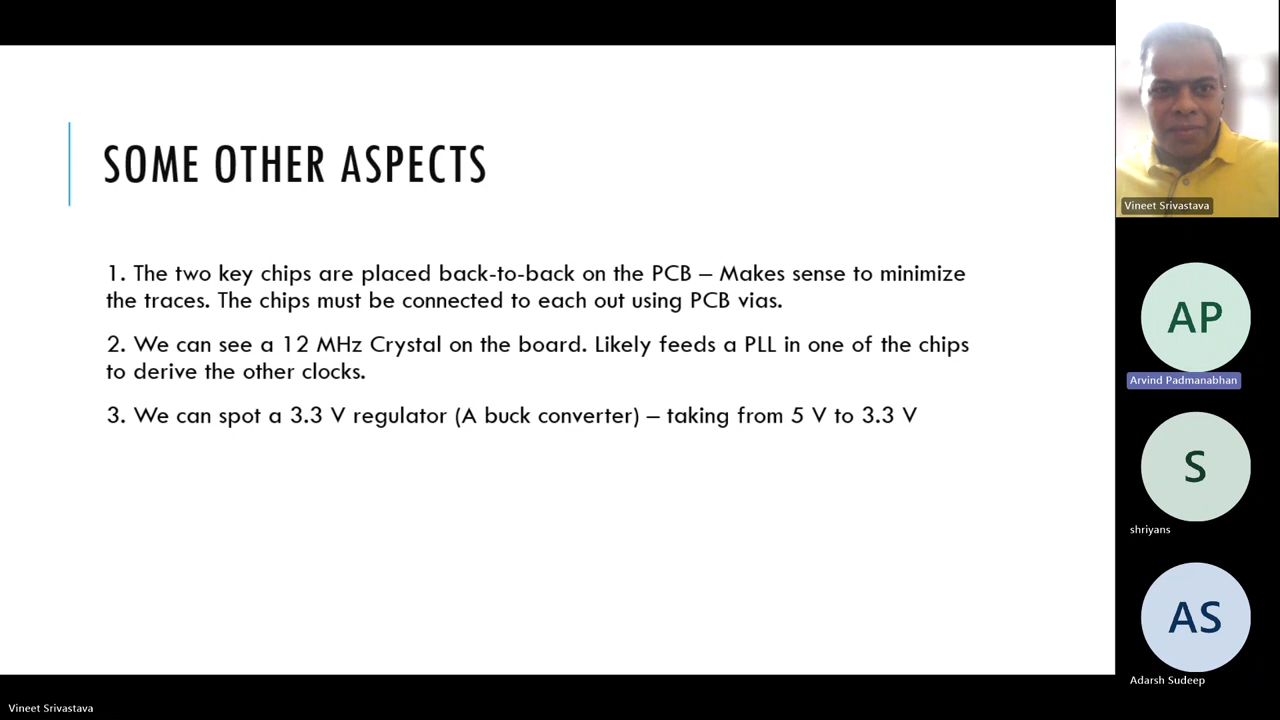 SOME OTHER ASPECTS
1. The two key chips are placed back-to-back on the PCB – Makes sense to minimize
the traces. The chips must be connected to each out using PCB vias.
2. We can see a 12 MHz Crystal on the board. Likely feeds a PLL in one of the chips
to derive the other clocks.
3. We can spot a 3.3 V regulator (A buck converter) – taking from 5 V to 3.3 V
Vineet Srivastava
AP
Arvind Padmanabhan
S
shriyans
AS
Adarsh Sudeep
Vineet Srivastava